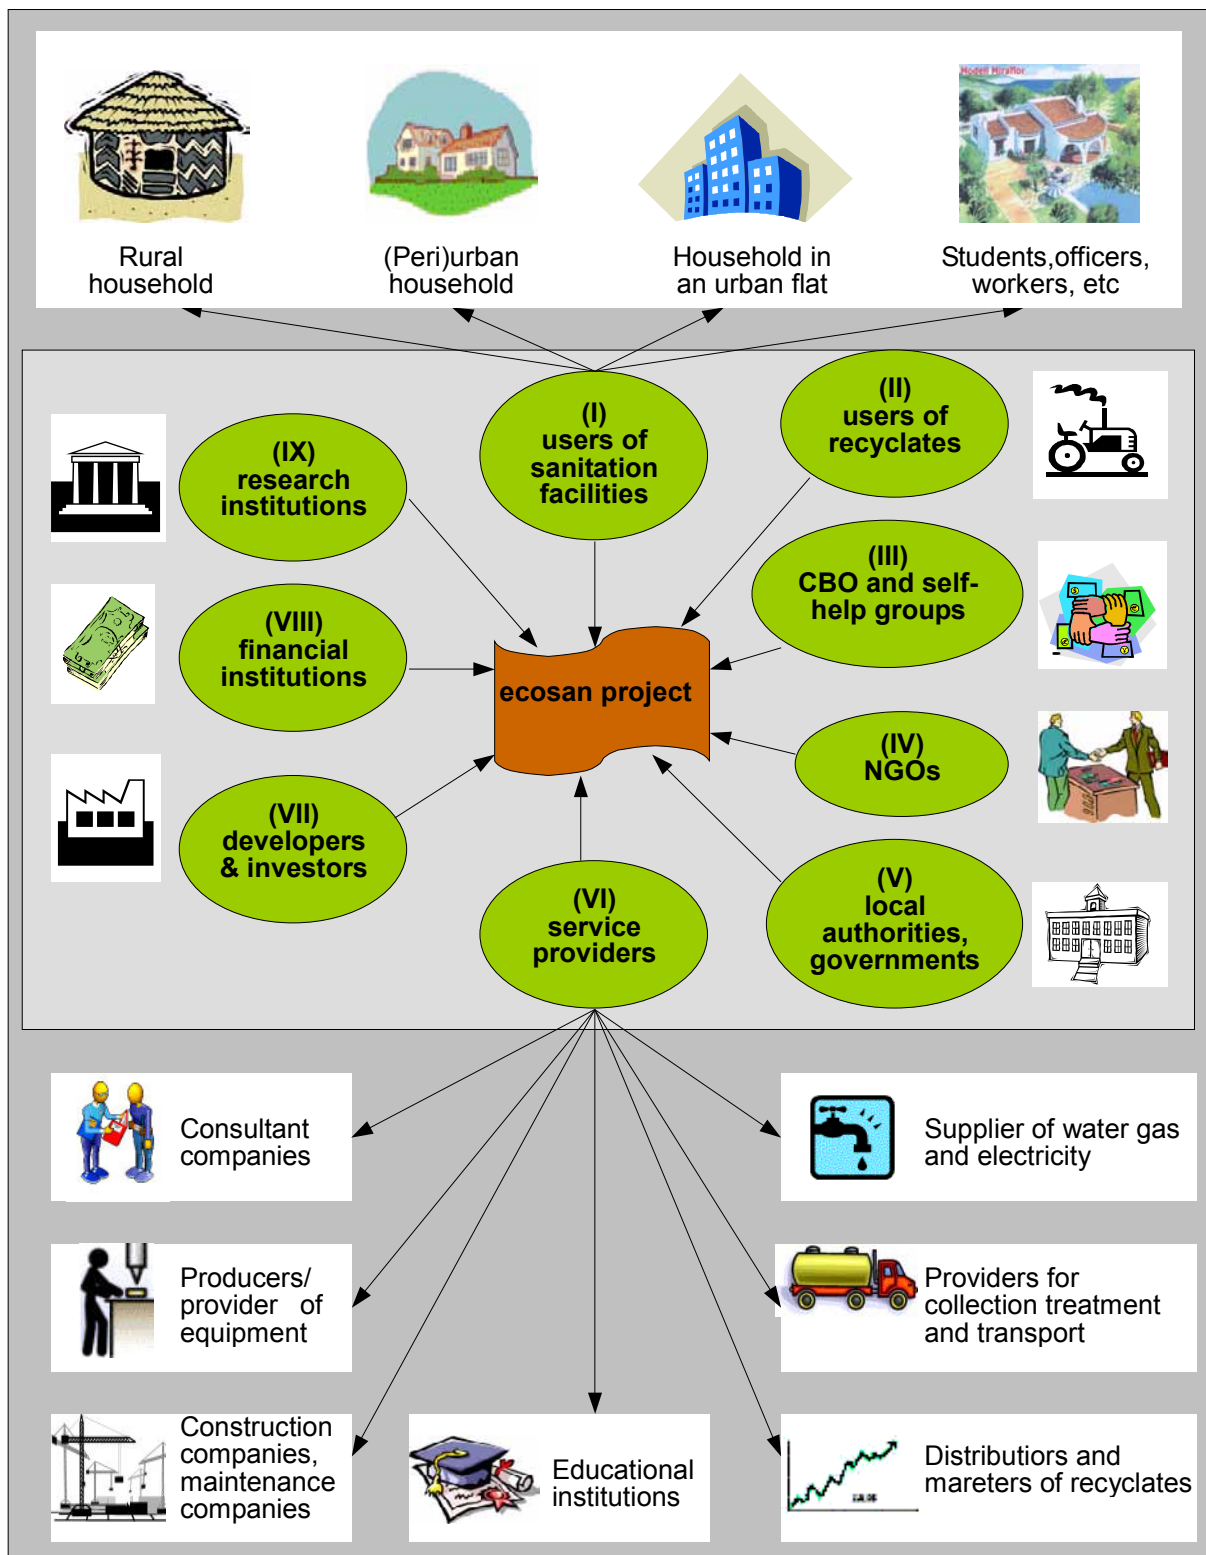 Modell Miraflor
Rural
household
(Peri)urban
household
Household in
an urban flat
Students,officers,
workers, etc
(I)
users of
sanitation
facilities
(II)
users of
recyclates
(IX)
research
institutions
(III)
CBO and self-
help groups
(VIII)
financial
institutions
ecosan project
(IV)
NGOs
(VII)
developers
& investors
(VI)
service
providers
(V)
local
authorities,
governments
Consultant
companies
Supplier of water gas
and electricity
Producers/
provider of
equipment
Providers for
collection treatment
and transport
Construction
companies,
maintenance
companies
Educational
institutions
Distributiors and
mareters of recyclates